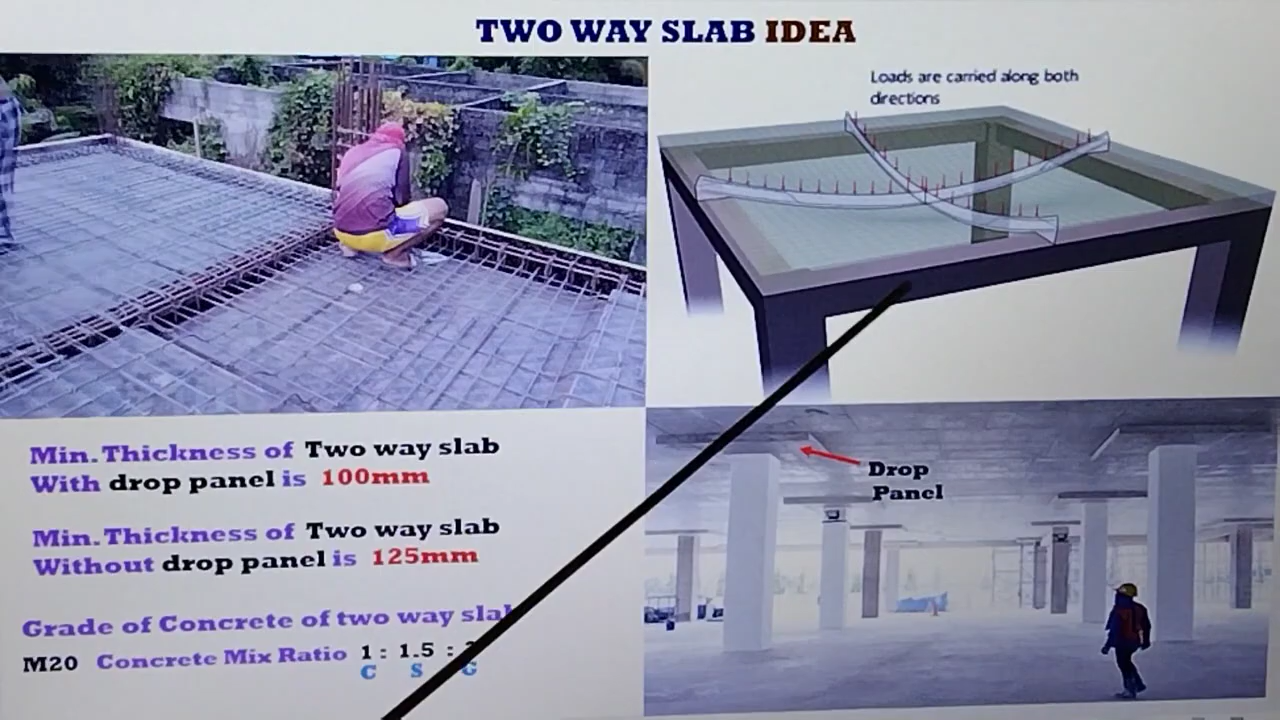 TWO WAY SLAB IDEA
Loads are carried along both
directions
Min. Thickness of Two way slab
With drop panel is 100mm
Min. Thickness of Two way slab
Without drop panel is 125mm
Drop
Panel
Grade of Concrete of two way slab
M20 Concrete Mix Ratio 1 : 1.5 :
C S G